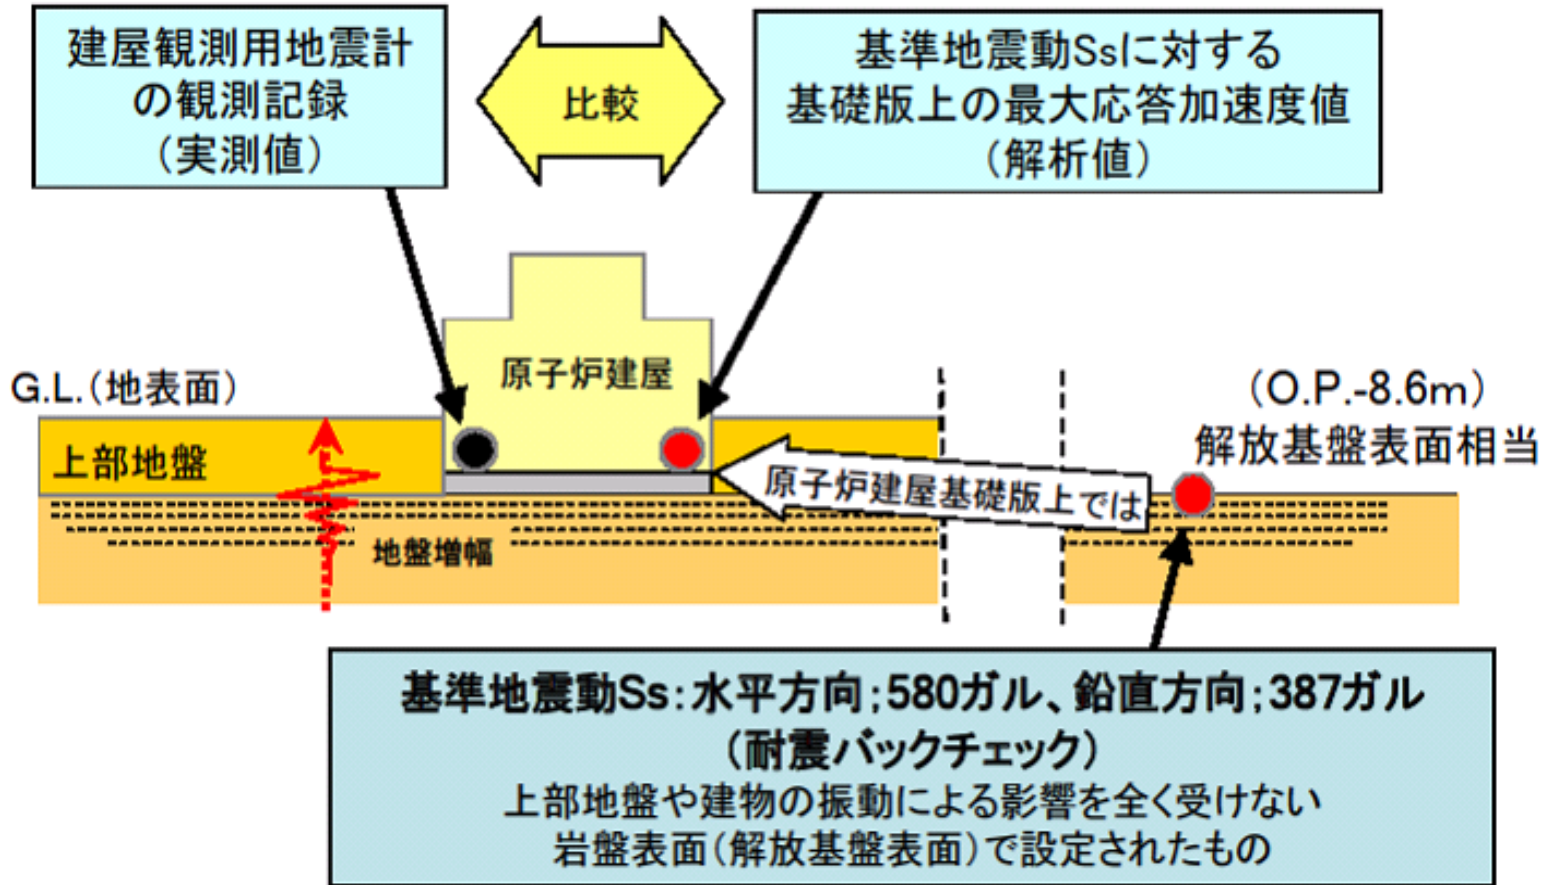 建屋観測用地震計
の観測記録
（実測値）
比較
基準地震動Ssに対する
基礎版上の最大応答加速度値
（解析値）
原子炉建屋
G.L.（地表面）
上部地盤
（O.P.-8.6m）
解放基盤表面相当
原子炉建屋基礎版上では
地盤増幅
基準地震動Ss：水平方向；580ガル、鉛直方向；387ガル
（耐震バックチェック）
上部地盤や建物の振動による影響を全く受けない
岩盤表面（解放基盤表面）で設定されたもの